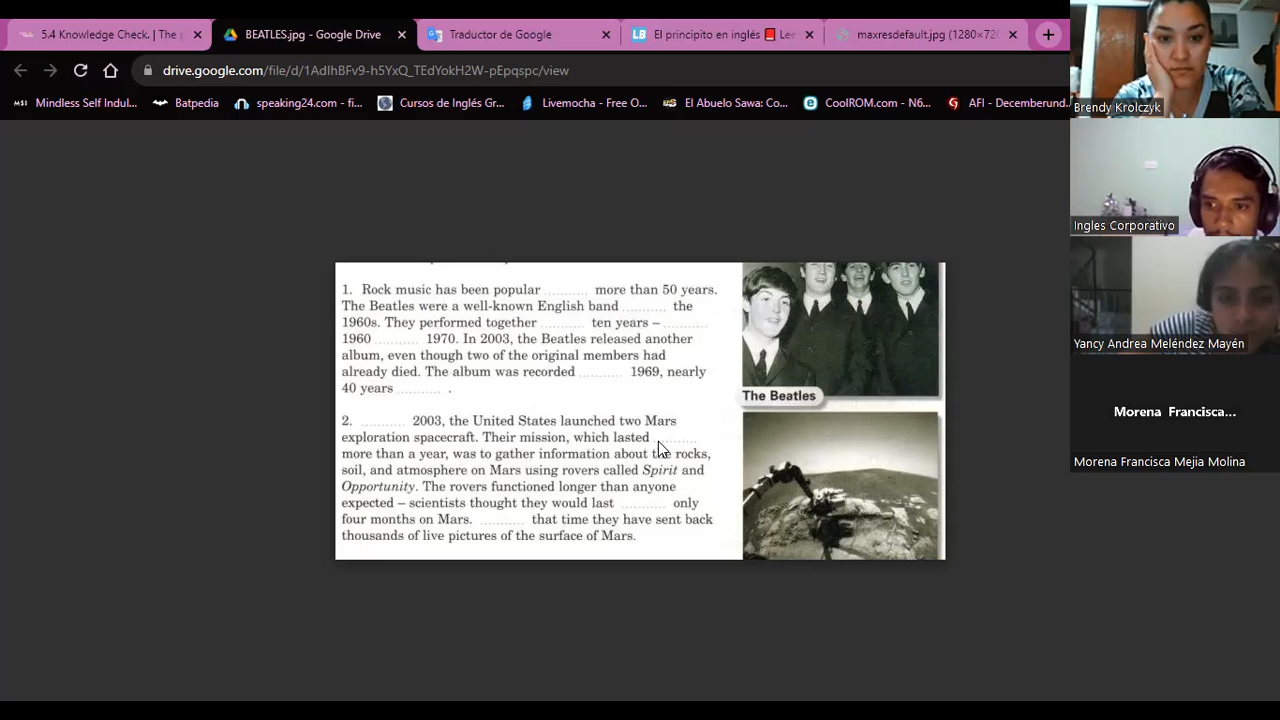 5.4 Knowledge Check. | The
BEATLES.jpg - Google Drive
Traductor de Google
El principito en inglés
maxresdefault.jpg (1280×720
drive.google.com/file/d/1AdIhBFv9-h5YxQ_TEdYokH2W-pEpqspc/view
Mindless Self Indul...
Batpedia
speaking24.com - fi...
Cursos de Inglés Gr...
Livemocha - Free O...
El Abuelo Sawa: Co...
CoolROM.com - N6...
AFI - Decemberund
1. Rock music has been popular .......... more than 50 years.
The Beatles were a well-known English band .......... the
1960s. They performed together .......... ten years – ..........
1960 .......... 1970. In 2003, the Beatles released another
album, even though two of the original members had
already died. The album was recorded .......... 1969, nearly
40 years .......... .
The Beatles
2. .......... 2003, the United States launched two Mars
exploration spacecraft. Their mission, which lasted ..........
more than a year, was to gather information about the rocks,
soil, and atmosphere on Mars using rovers called Spirit and
Opportunity. The rovers functioned longer than anyone
expected – scientists thought they would last .......... only
four months on Mars. .......... that time they have sent back
thousands of live pictures of the surface of Mars.
Brendy Krolczyk
Ingles Corporativo
Yancy Andrea Meléndez Mayén
Morena Francisca...
Morena Francisca Mejia Molina